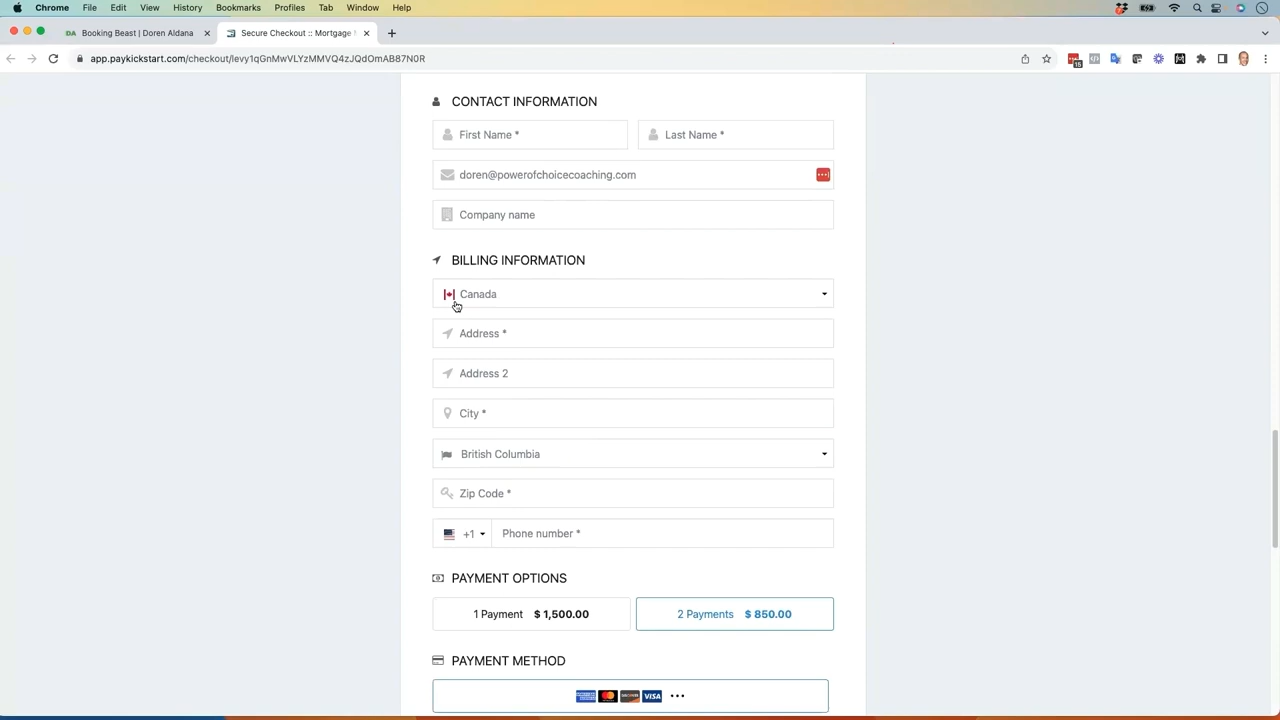 Chrome File Edit View History Bookmarks Profiles Tab Window Help
DA Booking Beast | Doren Aldana × Secure Checkout :: Mortgage × +
app.paykickstart.com/checkout/levy1qGnMwVLYzMMVQ4zJQdOmAB87N0R
15
CONTACT INFORMATION
First Name * Last Name *
doren@powerofchoicecoaching.com
Company name
BILLING INFORMATION
Canada
Address *
Address 2
City *
British Columbia
Zip Code *
+1 Phone number *
PAYMENT OPTIONS
1 Payment $ 1,500.00 2 Payments $ 850.00
PAYMENT METHOD
VISA •••